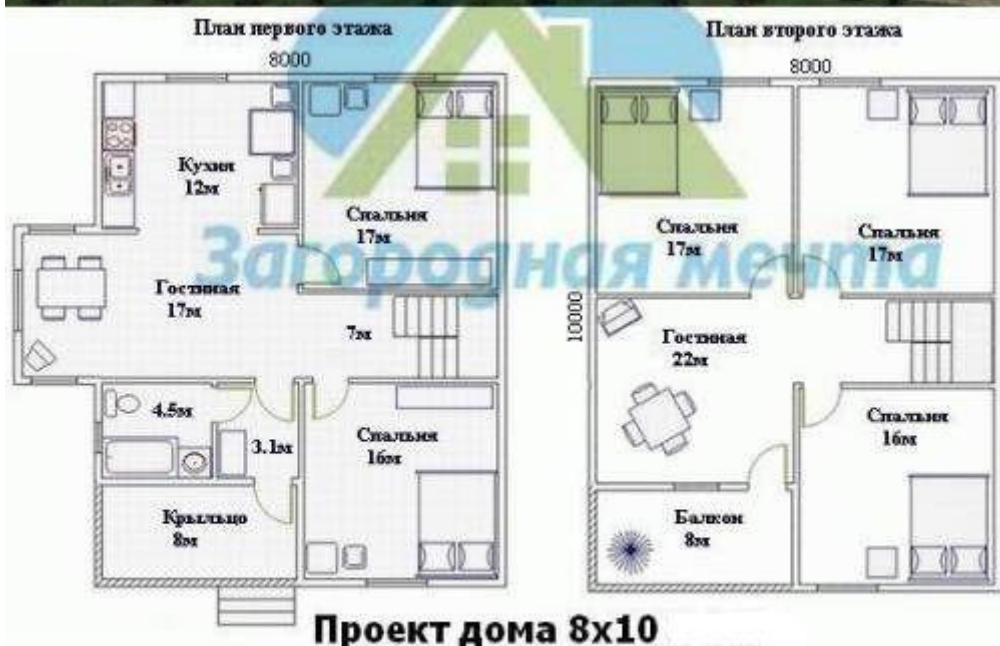 План первого этажа
8000
Кухня
12м
Спальня
17м
Гостиная
17м
7м
4.5м
3.1м
Спальня
16м
Крыльцо
8м
План второго этажа
8000
10000
Спальня
17м
Спальня
17м
Гостиная
22м
Спальня
16м
Балкон
8м
Загородная мечта
Проект дома 8х10